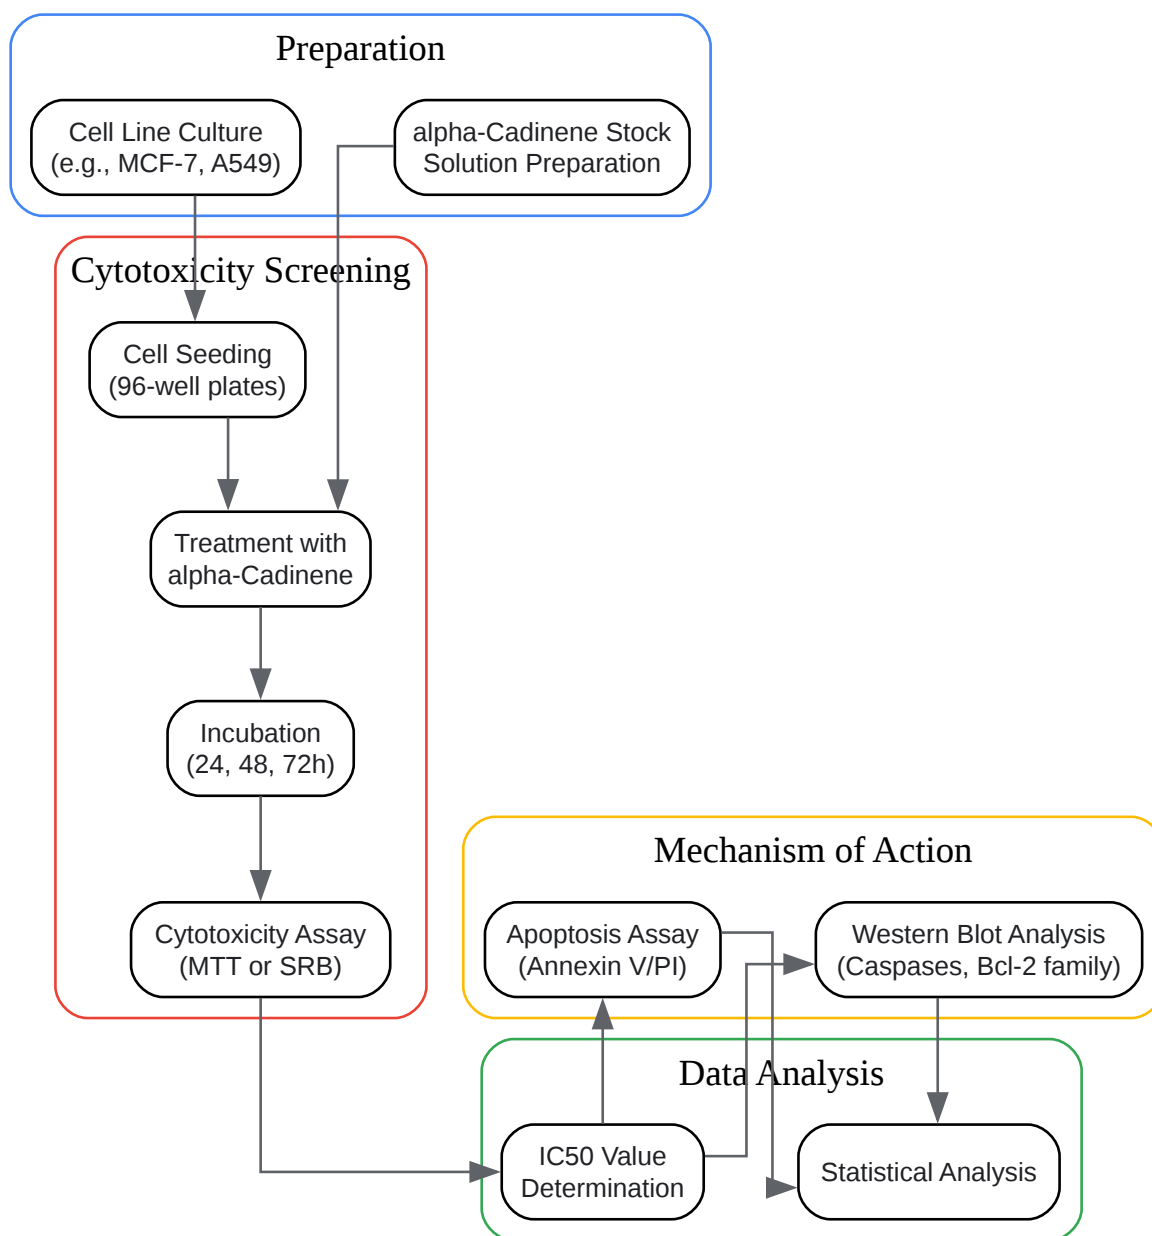 Preparation
Cell Line Culture
(e.g., MCF-7, A549)
alpha-Cadinene Stock
Solution Preparation
Cytotoxicity Screening
Cell Seeding
(96-well plates)
Treatment with
alpha-Cadinene
Incubation
(24, 48, 72h)
Cytotoxicity Assay
(MTT or SRB)
Mechanism of Action
Apoptosis Assay
(Annexin V/PI)
Western Blot Analysis
(Caspases, Bcl-2 family)
Data Analysis
IC50 Value
Determination
Statistical Analysis